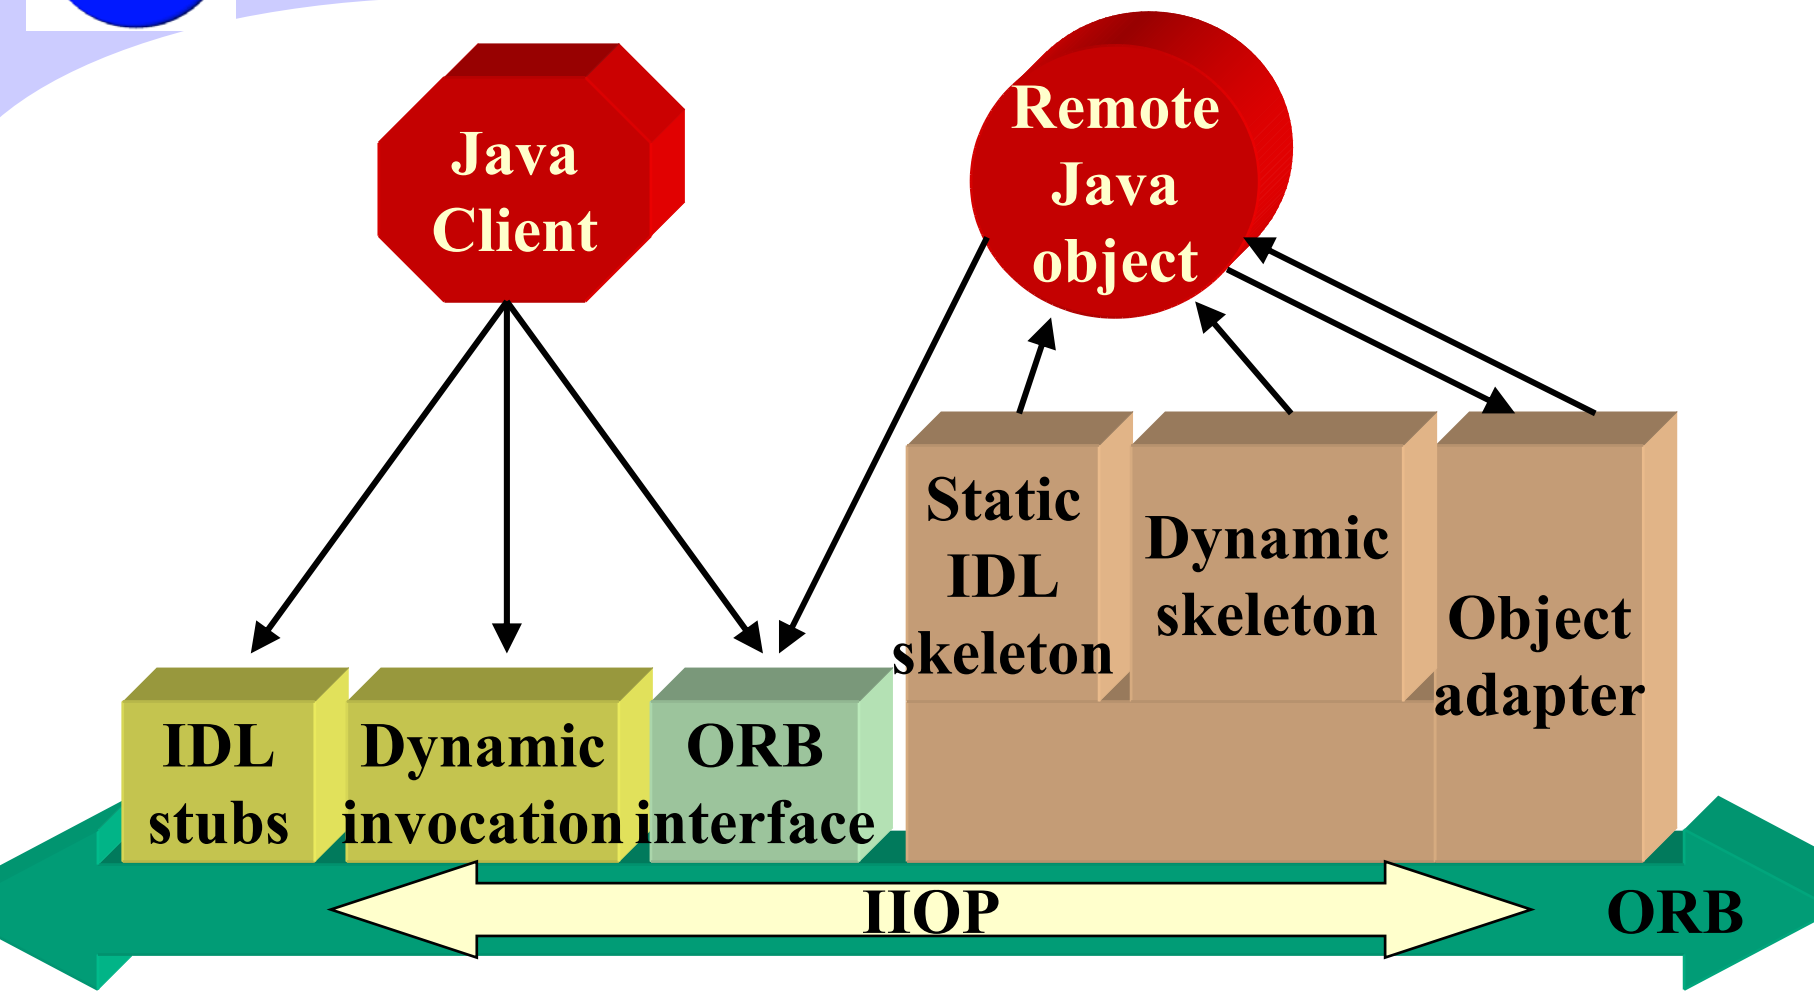 Java
Client
Remote
Java
object
Static
IDL
skeleton
Dynamic
skeleton
Object
adapter
IDL
stubs
Dynamic
invocation
ORB
interface
IIOP
ORB